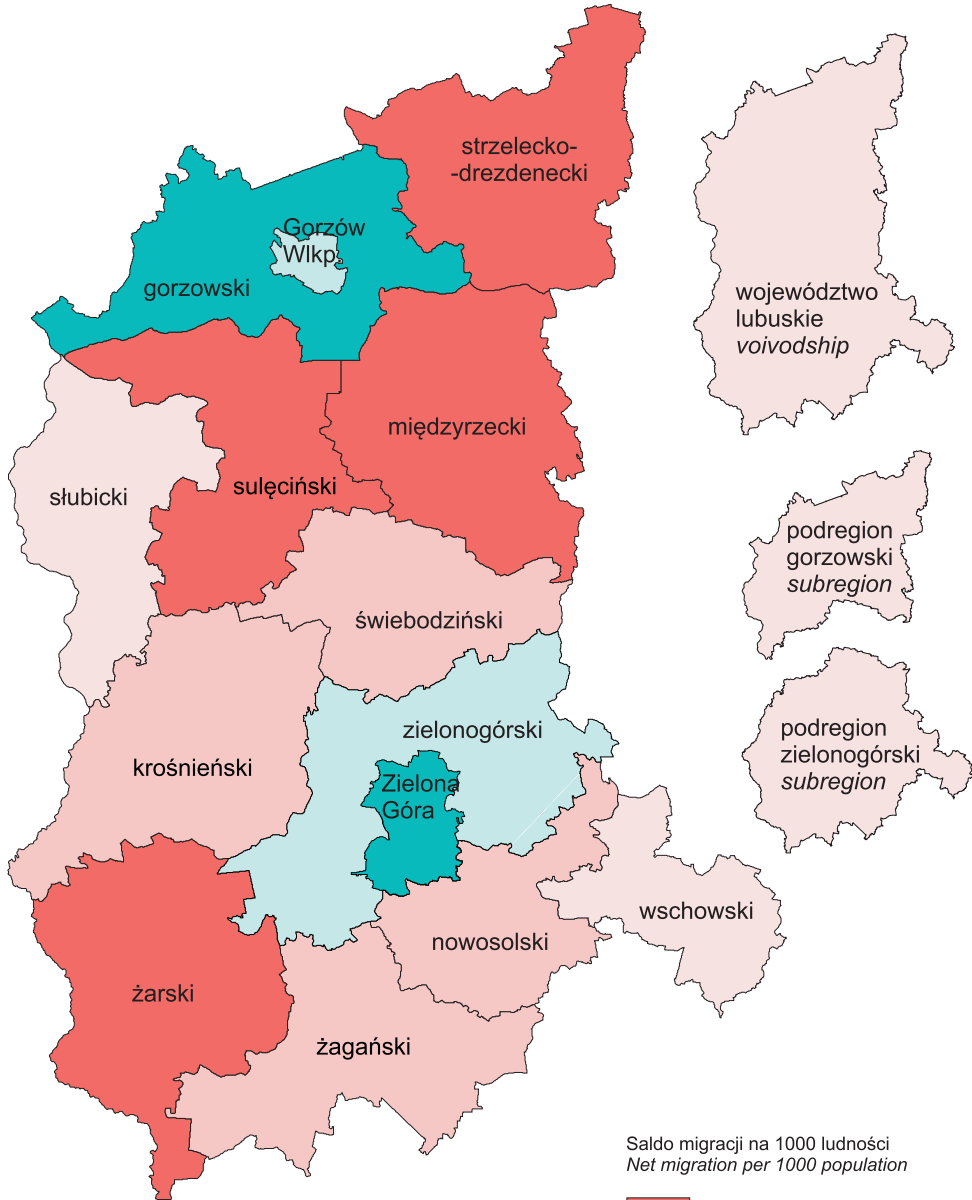 strzelecko-
-drezdenecki
Gorzów
Wlkp.
gorzowski
międzyrzecki
słubicki
sulęciński
świebodziński
zielonogórski
krośnieński
Zielona
Góra
wschowski
nowosolski
żarski
żagański
województwo
lubuskie
voivodship
podregion
gorzowski
subregion
podregion
zielonogórski
subregion
Saldo migracji na 1000 ludności
Net migration per 1000 population